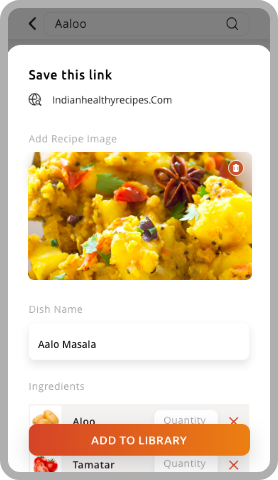 Aaloo
Save this link
Indianhealthyrecipes.Com
Add Recipe Image
Dish Name
Aalo Masala
Ingredients
Aloo
Quantity
ADD TO LIBRARY
Tamatar
Quantity